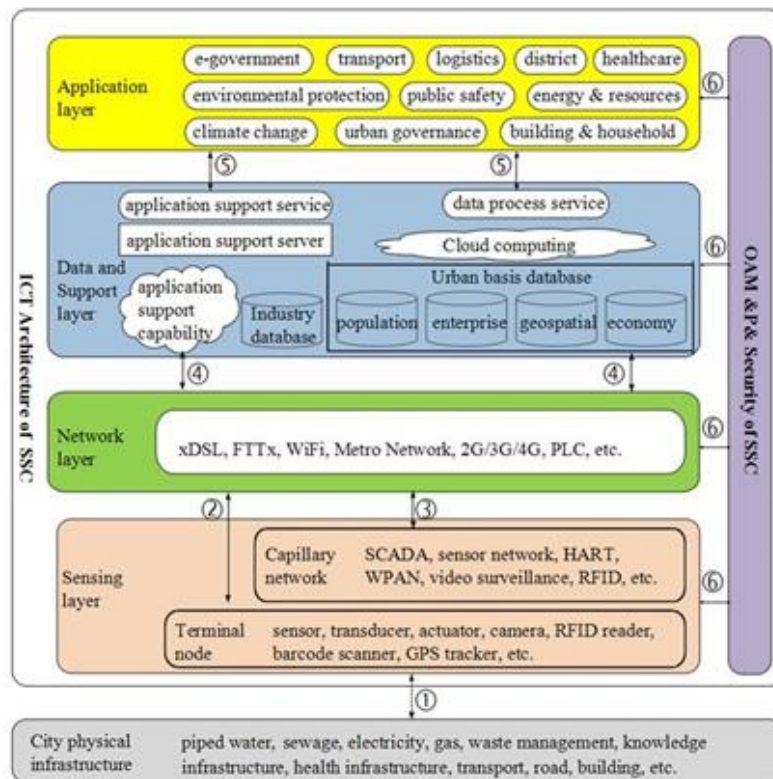 ICT Architecture of SSC
OAM &P& Security of SSC
Application
layer
e-government transport logistics district healthcare
environmental protection public safety energy & resources
climate change urban governance building & household
⑥
⑤ ⑤
Data and
Support
layer
application support service
application support server
application
support
capability
Industry
database
data process service
Cloud computing
Urban basis database
population enterprise geospatial economy
⑥
④ ④
Network
layer
xDSL, FTTx, WiFi, Metro Network, 2G/3G/4G, PLC, etc.
⑥
② ③
Sensing
layer
Capillary
network
SCADA, sensor network, HART,
WPAN, video surveillance, RFID, etc.
Terminal
node
sensor, transducer, actuator, camera, RFID reader,
barcode scanner, GPS tracker, etc.
⑥
①
City physical
infrastructure
piped water, sewage, electricity, gas, waste management, knowledge
infrastructure, health infrastructure, transport, road, building, etc.